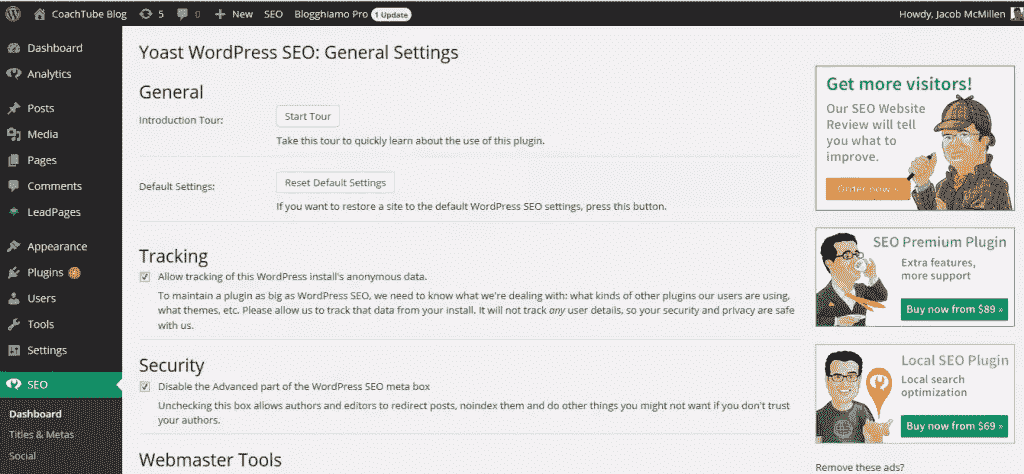 CoachTube Blog 5 0 New SEO Blogghiamo Pro 1 Update Howdy, Jacob McMillen
Dashboard
Analytics
Posts
Media
Pages
Comments
LeadPages
Appearance
Plugins
Users
Tools
Settings
SEO
Dashboard
Titles & Metas
Social
Yoast WordPress SEO: General Settings
General
Introduction Tour: Start Tour
Take this tour to quickly learn about the use of this plugin.
Default Settings: Reset Default Settings
If you want to restore a site to the default WordPress SEO settings, press this button.
Tracking
Allow tracking of this WordPress install's anonymous data.
To maintain a plugin as big as WordPress SEO, we need to know what we're dealing with: what kinds of other plugins our users are using,
what themes, etc. Please allow us to track that data from your install. It will not track any user details, so your security and privacy are safe
with us.
Security
Disable the Advanced part of the WordPress SEO meta box
Unchecking this box allows authors and editors to redirect posts, noindex them and do other things you might not want if you don't trust
your authors.
Webmaster Tools
Get more visitors!
Our SEO Website
Review will tell
you what to
improve.
Order now »
SEO Premium Plugin
Extra features,
more support
Buy now from $89 »
Local SEO Plugin
Local search
optimization
Buy now from $69 »
Remove these ads?